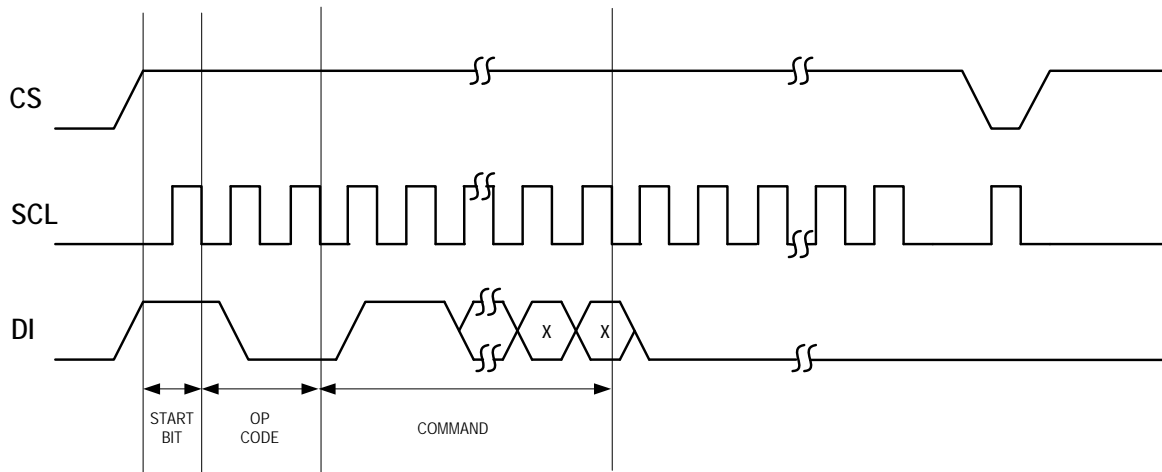 CS
SCL
DI
X
X
START
BIT
OP
CODE
COMMAND